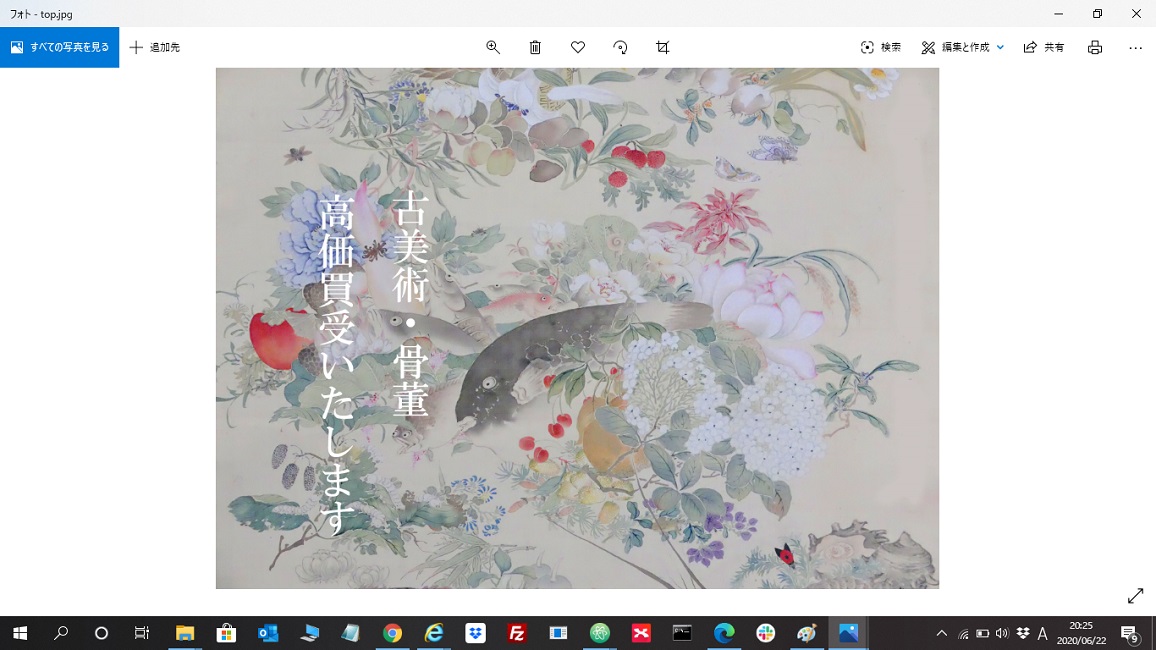 フォト - top.jpg
すべての写真を見る
追加先
検索
編集と作成
共有
古美術・骨董
高価買受いたします
A
20:25
2020/06/22
9